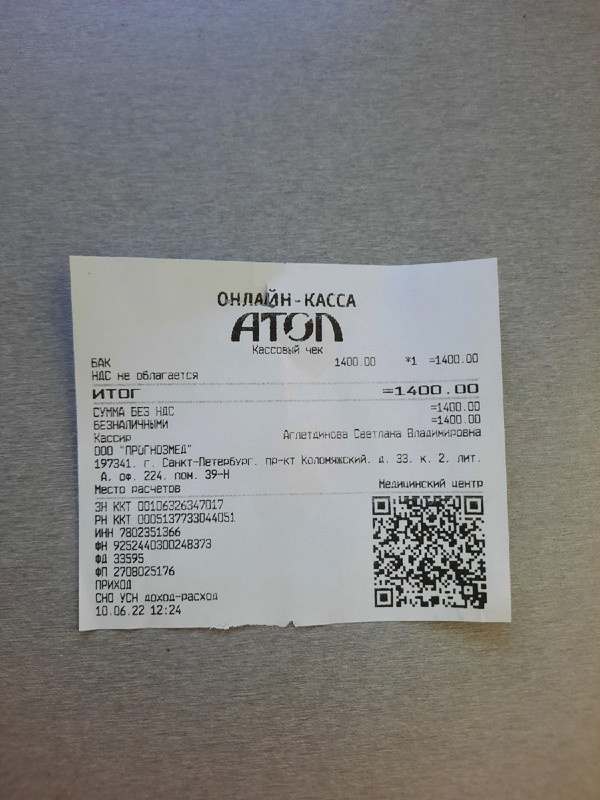 ОНЛАЙН-КАССА
АТОЛ
Кассовый чек
БАК 1400.00 *1 =1400.00
НДС не облагается
ИТОГ =1400.00
СУММА БЕЗ НДС =1400.00
БЕЗНАЛИЧНЫМИ =1400.00
Кассир Аглетдинова Светлана Владимировна
ООО "ПРОГНОЗМЕД"
197341. г. Санкт-Петербург. пр-кт Коломяжский. д. 33. к. 2. лит.
А. оф. 224. пом. 39-Н
Место расчетов Медицинский центр
ЗН ККТ 00106326347017
РН ККТ 0005137733044051
ИНН 7802351366
ФН 9252440300248373
ФД 33595
ФП 2708025176
ПРИХОД
СНО УСН доход-расход
10.06.22 12:24